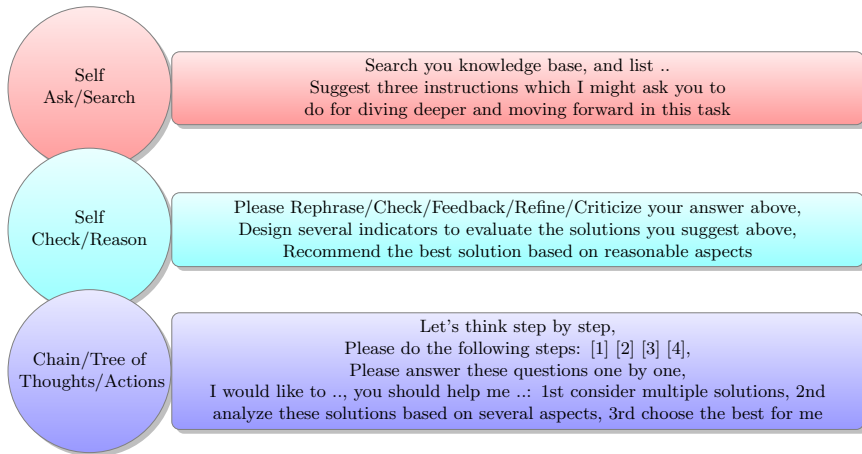 Self
Ask/Search
Search you knowledge base, and list ..
Suggest three instructions which I might ask you to
do for diving deeper and moving forward in this task
Self
Check/Reason
Please Rephrase/Check/Feedback/Refine/Criticize your answer above,
Design several indicators to evaluate the solutions you suggest above,
Recommend the best solution based on reasonable aspects
Chain/Tree of
Thoughts/Actions
Let's think step by step,
Please do the following steps: [1] [2] [3] [4],
Please answer these questions one by one,
I would like to .., you should help me ..: 1st consider multiple solutions, 2nd
analyze these solutions based on several aspects, 3rd choose the best for me